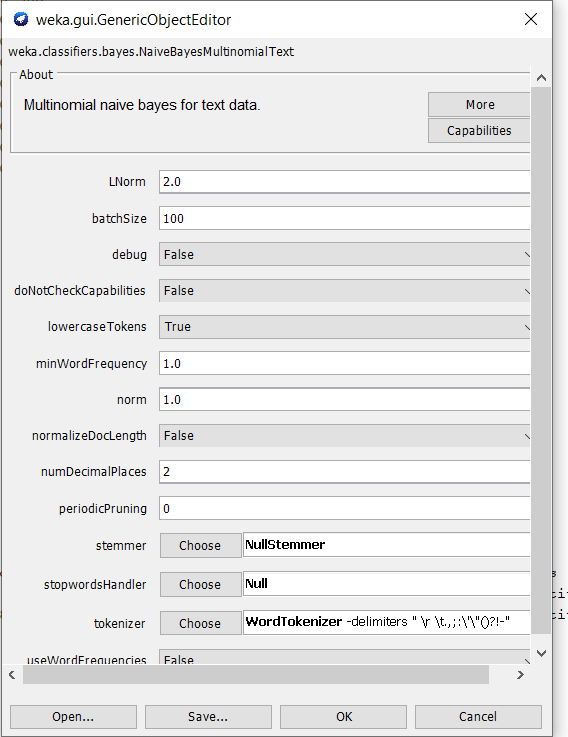 weka.gui.GenericObjectEditor
weka.classifiers.bayes.NaiveBayesMultinomialText
About
Multinomial naive bayes for text data.
More
Capabilities
LNorm 2.0
batchSize 100
debug False
doNotCheckCapabilities False
lowercaseTokens True
minWordFrequency 1.0
norm 1.0
normalizeDocLength False
numDecimalPlaces 2
periodicPruning 0
stemmer Choose NullStemmer
stopwordsHandler Choose Null
tokenizer Choose WordTokenizer -delimiters " \r \t.,;:\'\"()?!-"
useWordFrequencies False
Open... Save... OK Cancel